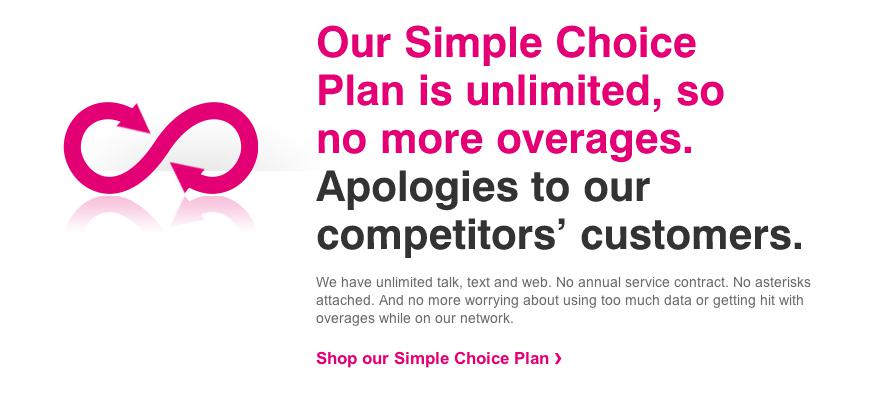 Our Simple Choice
Plan is unlimited, so
no more overages.
Apologies to our
competitors’ customers.
We have unlimited talk, text and web. No annual service contract. No asterisks
attached. And no more worrying about using too much data or getting hit with
overages while on our network.
Shop our Simple Choice Plan ❯